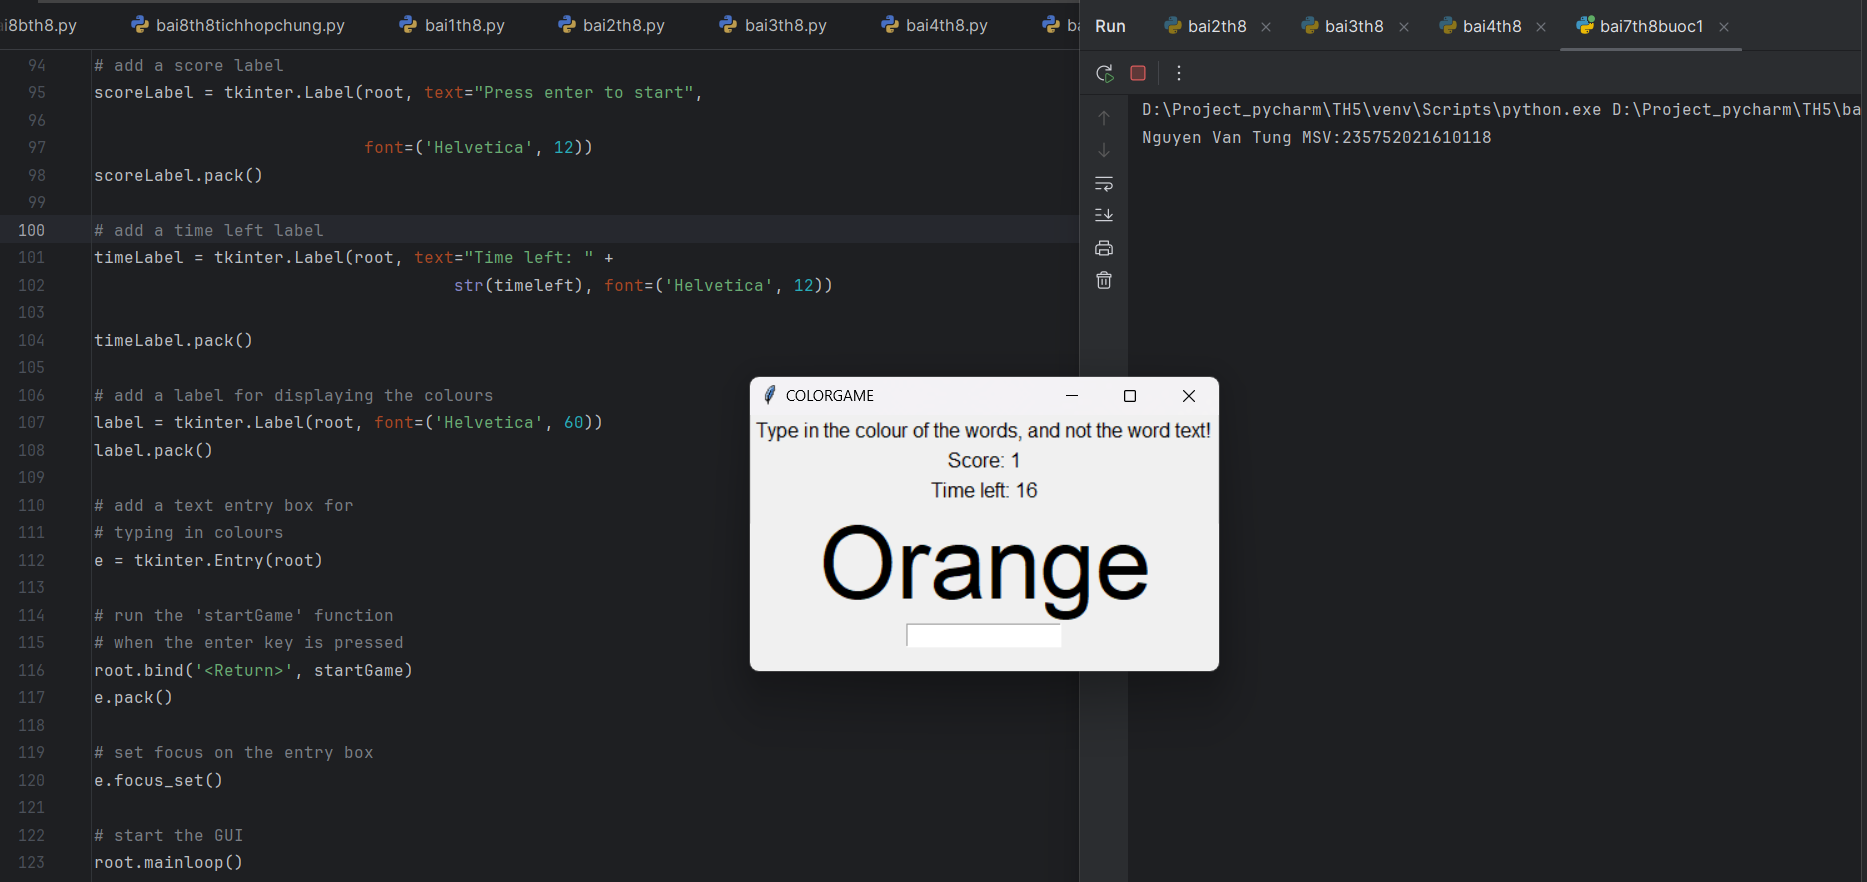 i8bth8.py bai8th8tichhopchung.py bai1th8.py bai2th8.py bai3th8.py bai4th8.py ba
Run bai2th8 bai3th8 bai4th8 bai7th8buoc1
94 # add a score label
95 scoreLabel = tkinter.Label(root, text="Press enter to start",
96
97 font=('Helvetica', 12))
98 scoreLabel.pack()
99
100 # add a time left label
101 timeLabel = tkinter.Label(root, text="Time left: " +
102 str(timeleft), font=('Helvetica', 12))
103
104 timeLabel.pack()
105
106 # add a label for displaying the colours
107 label = tkinter.Label(root, font=('Helvetica', 60))
108 label.pack()
109
110 # add a text entry box for
111 # typing in colours
112 e = tkinter.Entry(root)
113
114 # run the 'startGame' function
115 # when the enter key is pressed
116 root.bind('<Return>', startGame)
117 e.pack()
118
119 # set focus on the entry box
120 e.focus_set()
121
122 # start the GUI
123 root.mainloop()
D:\Project_pycharm\TH5\venv\Scripts\python.exe D:\Project_pycharm\TH5\ba
Nguyen Van Tung MSV:235752021610118
COLORGAME
Type in the colour of the words, and not the word text!
Score: 1
Time left: 16
Orange